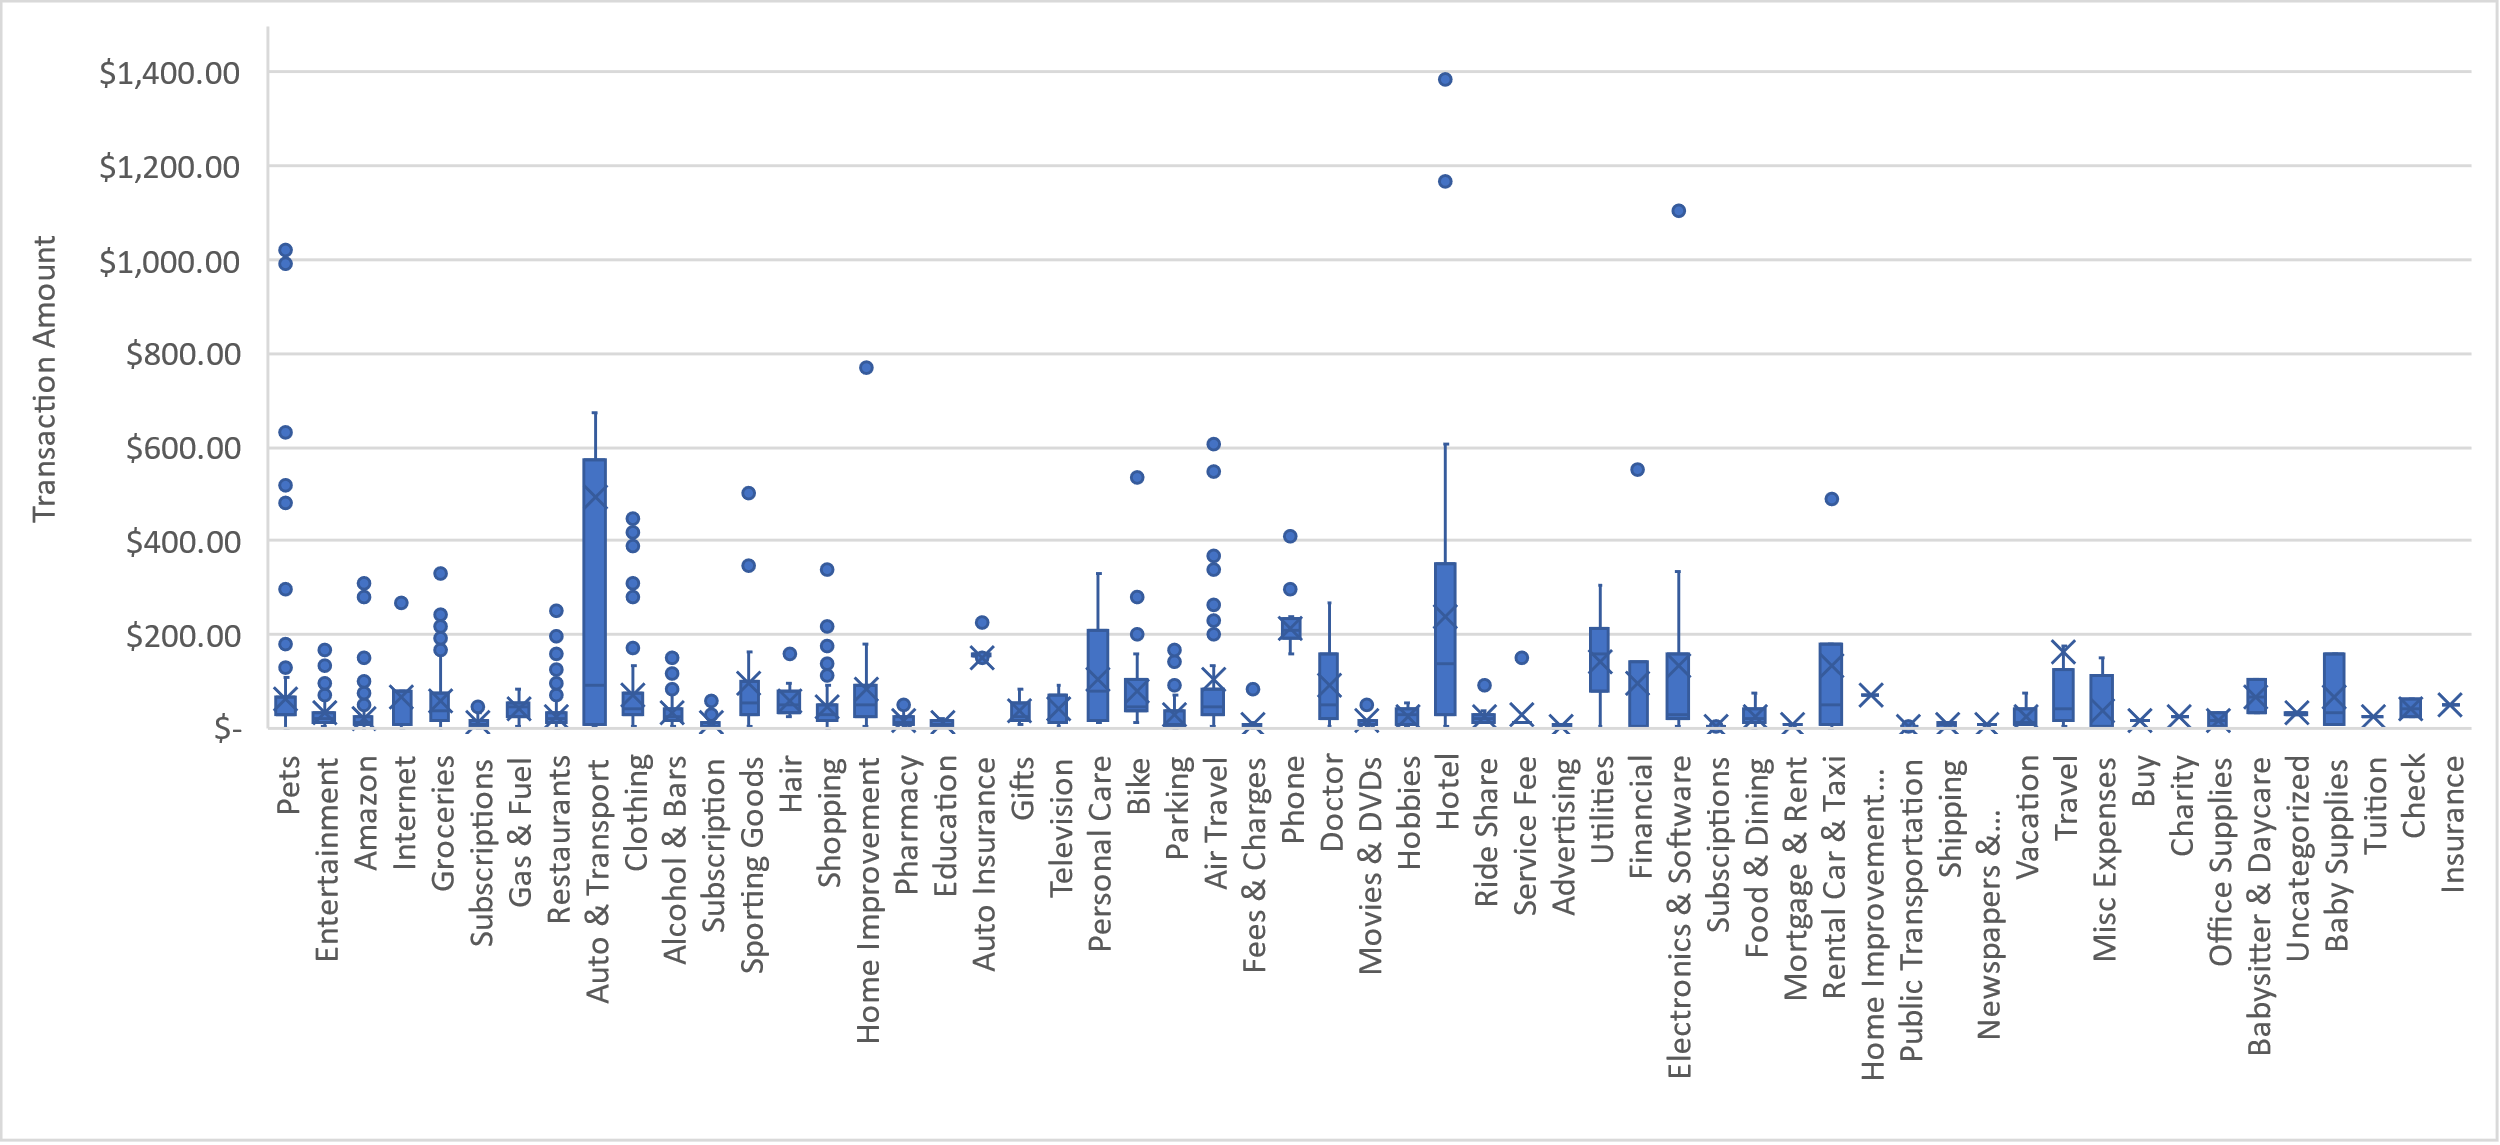 Transaction Amount
$1,400.00
$1,200.00
$1,000.00
$800.00
$600.00
$400.00
$200.00
$-
Pets
Entertainment
Amazon
Internet
Groceries
Subscriptions
Gas & Fuel
Restaurants
Auto & Transport
Clothing
Alcohol & Bars
Subscription
Sporting Goods
Hair
Shopping
Home Improvement
Pharmacy
Education
Auto Insurance
Gifts
Television
Personal Care
Bike
Parking
Air Travel
Fees & Charges
Phone
Doctor
Movies & DVDs
Hobbies
Hotel
Ride Share
Service Fee
Advertising
Utilities
Financial
Electronics & Software
Subsciptions
Food & Dining
Mortgage & Rent
Rental Car & Taxi
Home Improvement...
Public Transportation
Shipping
Newspapers &...
Vacation
Travel
Misc Expenses
Buy
Charity
Office Supplies
Babysitter & Daycare
Uncategorized
Baby Supplies
Tuition
Check
Insurance